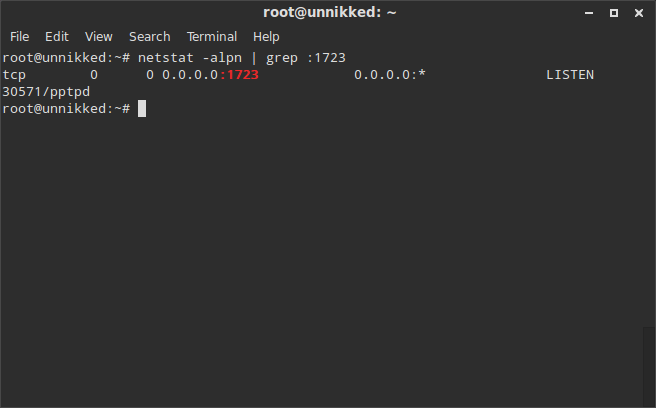 root@unnikked: ~
File Edit View Search Terminal Help
root@unnikked:~# netstat -alpn | grep :1723
tcp        0      0 0.0.0.0:1723            0.0.0.0:*               LISTEN
30571/pptpd
root@unnikked:~#